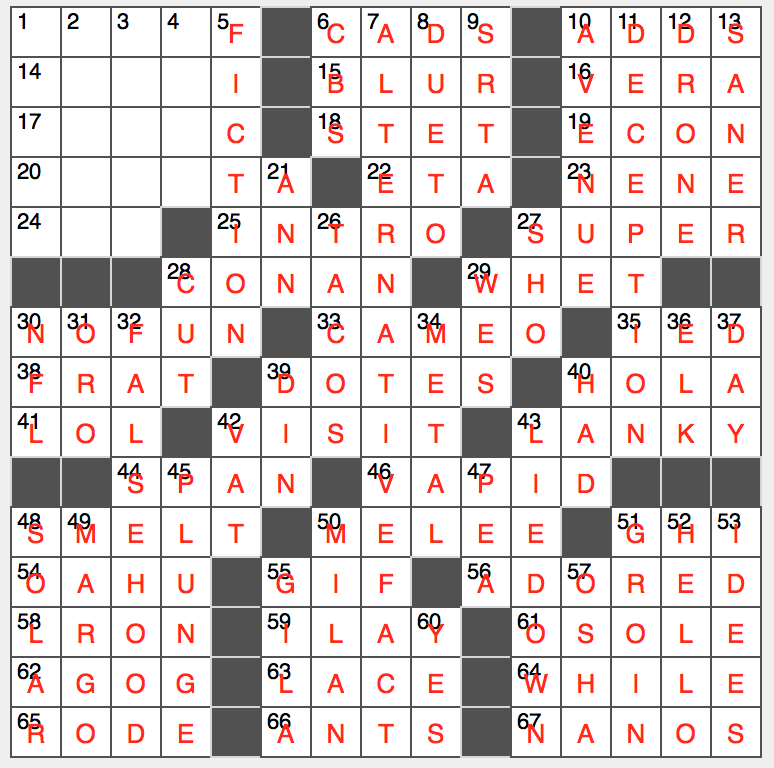 1 2 3 4 5 F 6 C 7 A 8 D 9 S 10 A 11 D 12 D 13 S
14 I 15 B L U R 16 V E R A
17 C 18 S T E T 19 E C O N
20 T 21 A 22 E T A 23 N E N E
24 25 I N 26 T R O 27 S U P E R
28 C O N A N 29 W H E T
30 N 31 O 32 F U N 33 C A 34 M E O 35 I 36 E 37 D
38 F R A T 39 D O T E S 40 H O L A
41 L O L 42 V I S I T 43 L A N K Y
44 S 45 P A N 46 V A 47 P I D
48 S 49 M E L T 50 M E L E E 51 G 52 H 53 I
54 O A H U 55 G I F 56 A D 57 O R E D
58 L R O N 59 I L A 60 Y 61 O S O L E
62 A G O G 63 L A C E 64 W H I L E
65 R O D E 66 A N T S 67 N A N O S